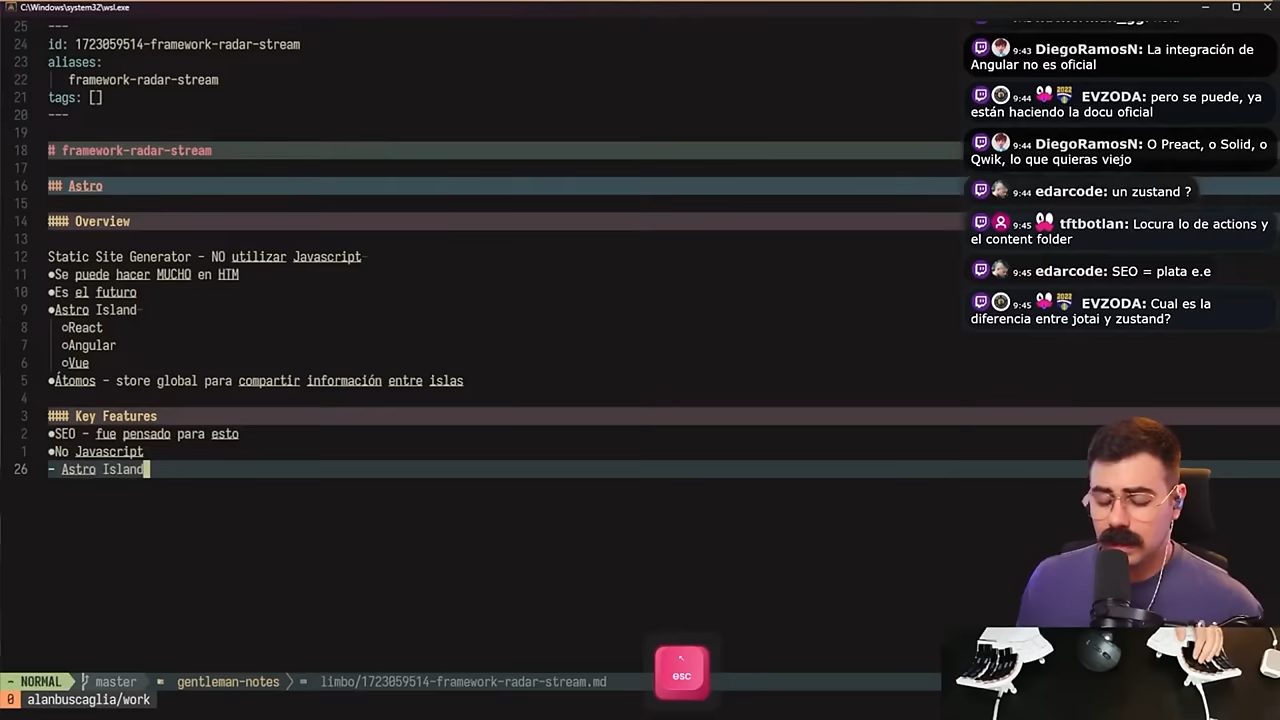 C:\Windows\system32\wsl.exe
25 ---
24 id: 1723059514-framework-radar-stream
23 aliases:
22 framework-radar-stream
21 tags: []
20 ---
19
18 # framework-radar-stream
17
16 ## Astro
15
14 ### Overview
13
12 Static Site Generator - NO utilizar Javascript
11 ●Se puede hacer MUCHO en HTM
10 ●Es el futuro
9 ●Astro Island
8 ○React
7 ○Angular
6 ○Vue
5 ●Átomos - store global para compartir información entre islas
4
3 ### Key Features
2 ●SEO - fue pensado para esto
1 ●No Javascript
26 - Astro Island
9:43 DiegoRamosN: La integración de
Angular no es oficial
9:44 2022 EVZODA: pero se puede, ya
están haciendo la docu oficial
9:44 DiegoRamosN: O Preact, o Solid, o
Qwik, lo que quieras viejo
9:44 edarcode: un zustand ?
9:45 tftbotlan: Locura lo de actions y
el content folder
9:45 edarcode: SEO = plata e.e
9:45 2022 EVZODA: Cual es la
diferencia entre jotai y zustand?
esc
- NORMAL master gentleman-notes limbo/1723059514-framework-radar-stream.md
0 alanbuscaglia/work